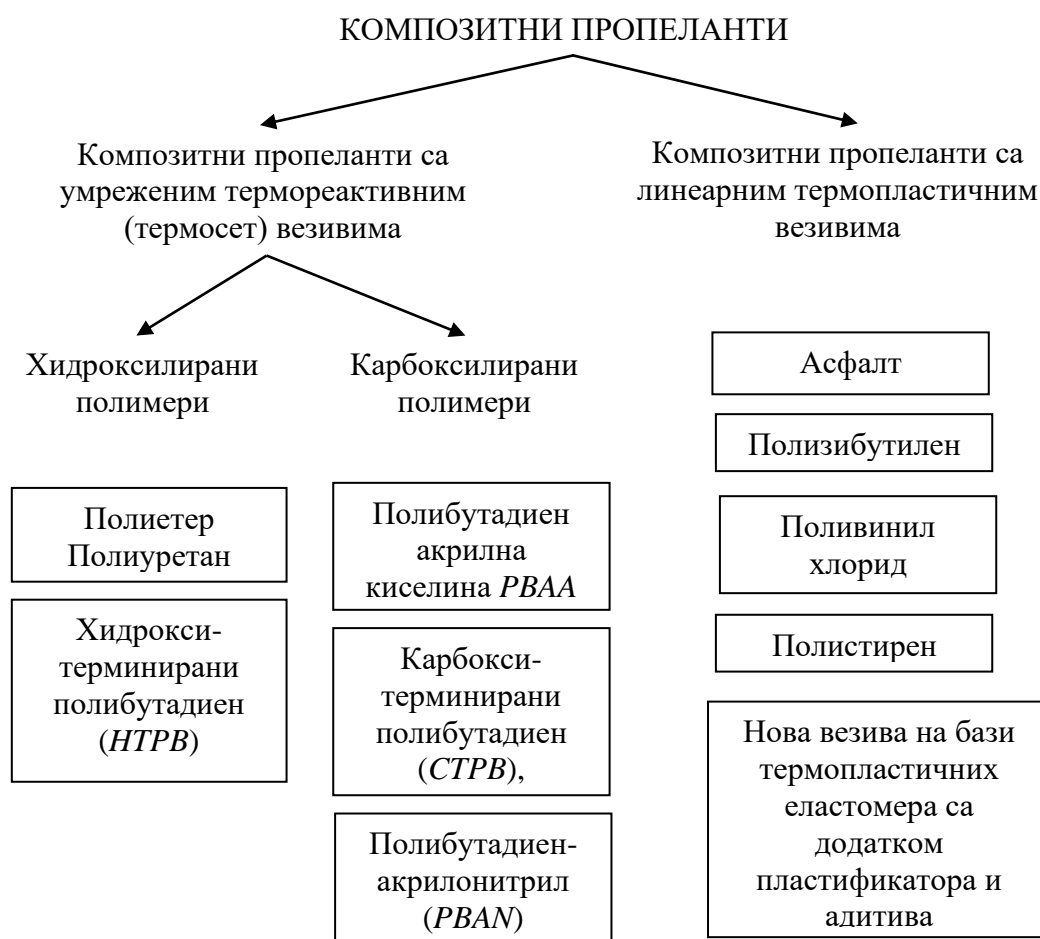 КОМПОЗИТНИ ПРОПЕЛАНТИ
Композитни пропеланти са
умреженим термореактивним
(термосет) везивима
Композитни пропеланти са
линеарним термопластичним
везивима
Хидроксилирани
полимери
Карбоксилирани
полимери
Полиетер
Полиуретан
Хидрокси-
терминирани
полибутадиен
(HTPB)
Полибутадиен
акрилна
киселина PBAA
Карбокси-
терминирани
полибутадиен
(CTPB),
Полибутадиен-
акрилонитрил
(PBAN)
Асфалт
Полизибутилен
Поливинил
хлорид
Полистирен
Нова везива на бази
термопластичних
еластомера са
додатком
пластификатора и
адитива